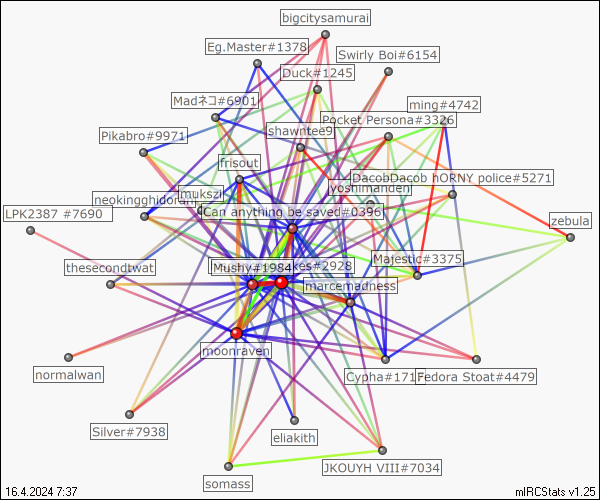 bigcitysamurai
Eg.Master#1378
Swirly Boi#6154
Duck#1245
Madネコ#6901
ming#4742
Pocket Persona#3326
shawntee9
Pikabro#9971
frisout
DacobDacob hORNY police#5271
yoshimanden
mukszi
neokingghidorah
LPK2387 #7690
Can anything be saved#0396
zebula
Majestic#3375
thesecondtwat
Mushy#1984
kes#2928
marcemadness
moonraven
normalwan
Cypha#171
Fedora Stoat#4479
Silver#7938
eliakith
JKOUYH VIII#7034
somass
16.4.2024 7:37
mIRCStats v1.25